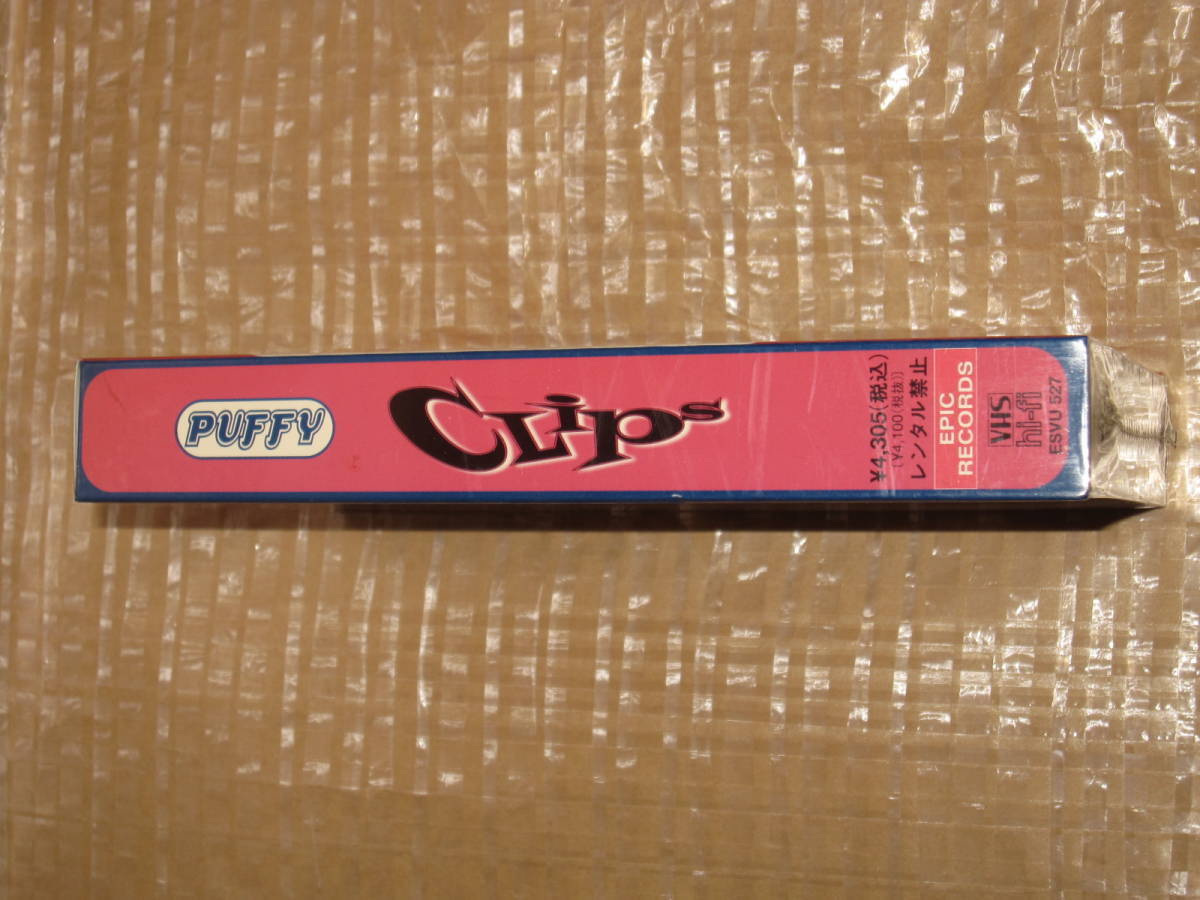 PUFFY
CLiPs
¥4,305(税込)
(¥4,100(税抜))
レンタル禁止
EPIC
RECORDS
VHS
hi-fi
ESVU 527